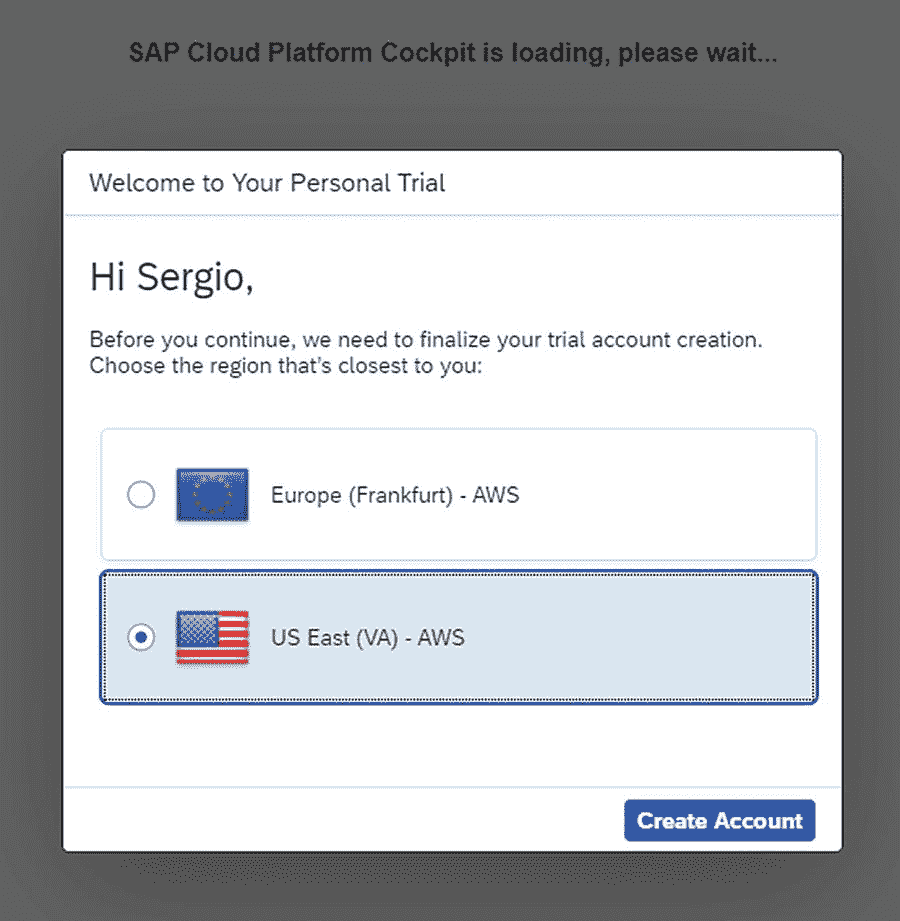 SAP Cloud Platform Cockpit is loading, please wait...
Welcome to Your Personal Trial
Hi Sergio,
Before you continue, we need to finalize your trial account creation.
Choose the region that's closest to you:
Europe (Frankfurt) - AWS
US East (VA) - AWS
Create Account